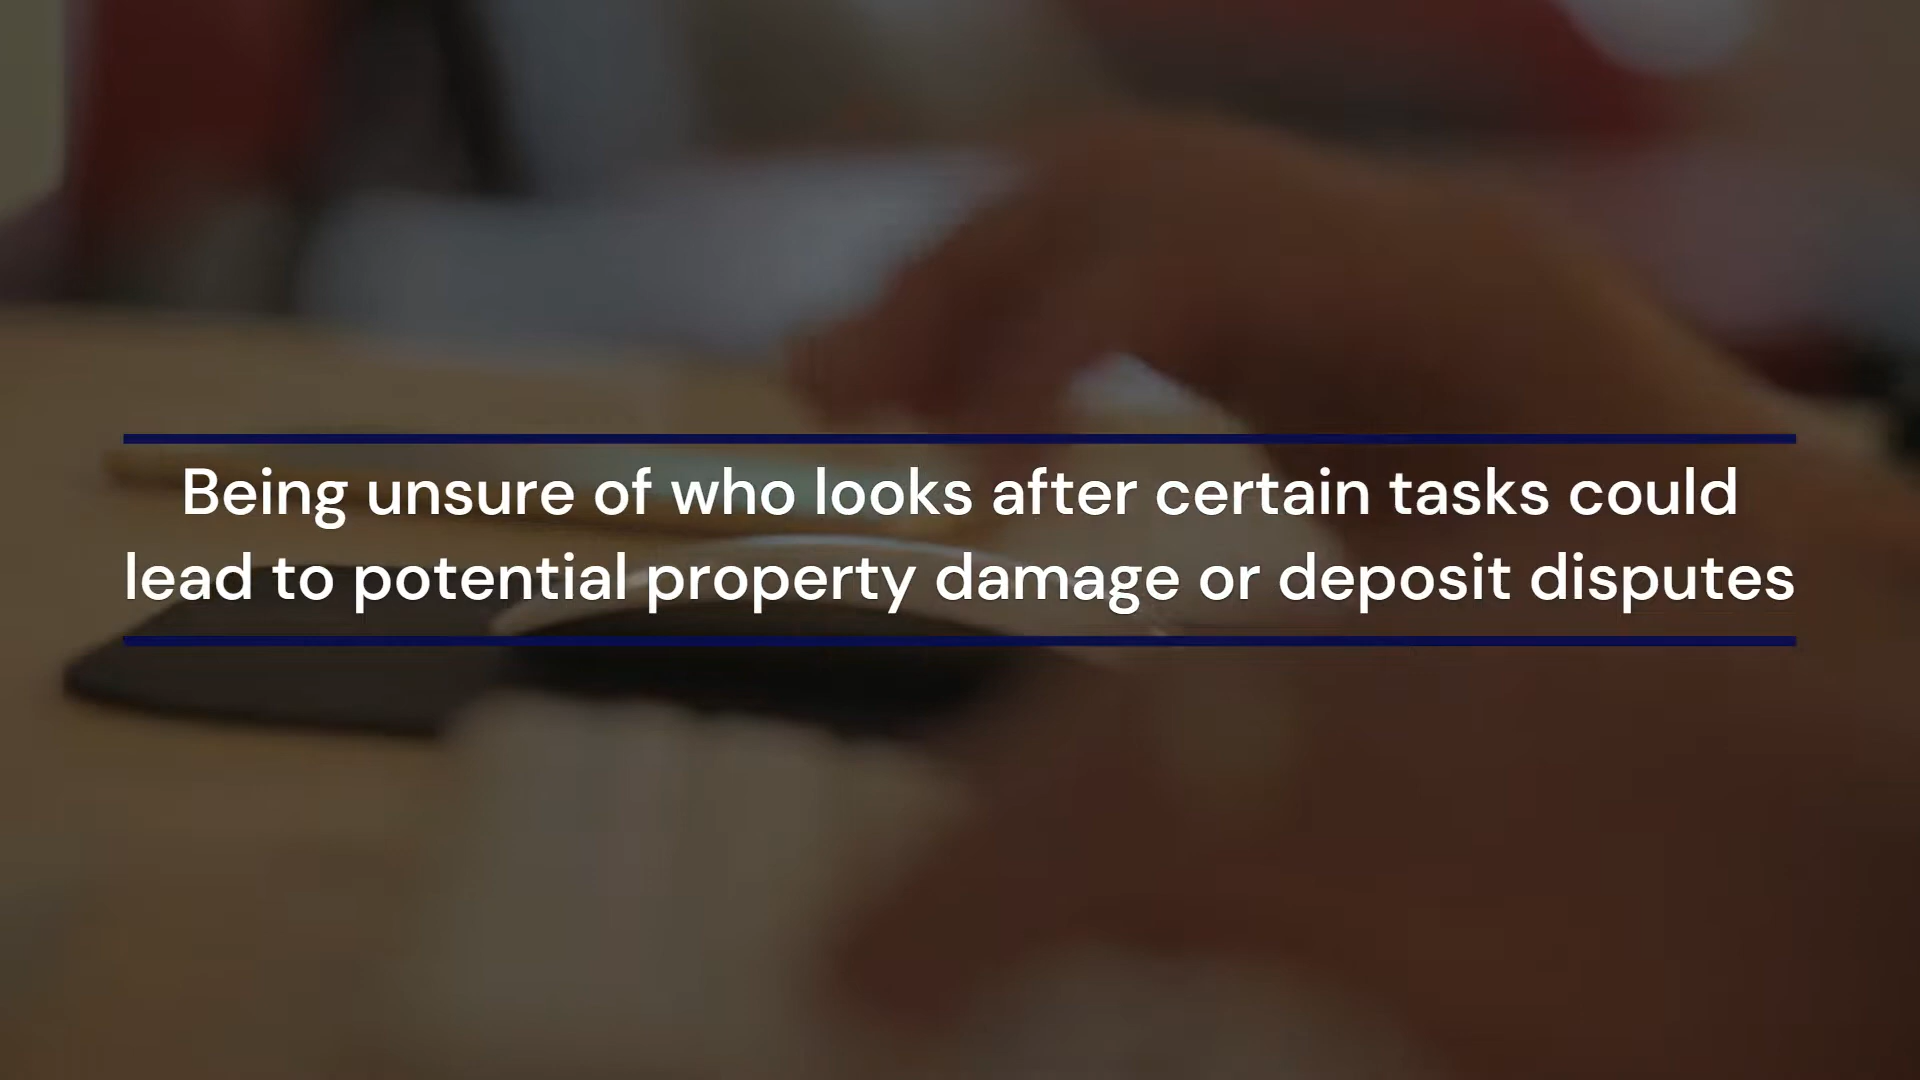 Being unsure of who looks after certain tasks could
lead to potential property damage or deposit disputes